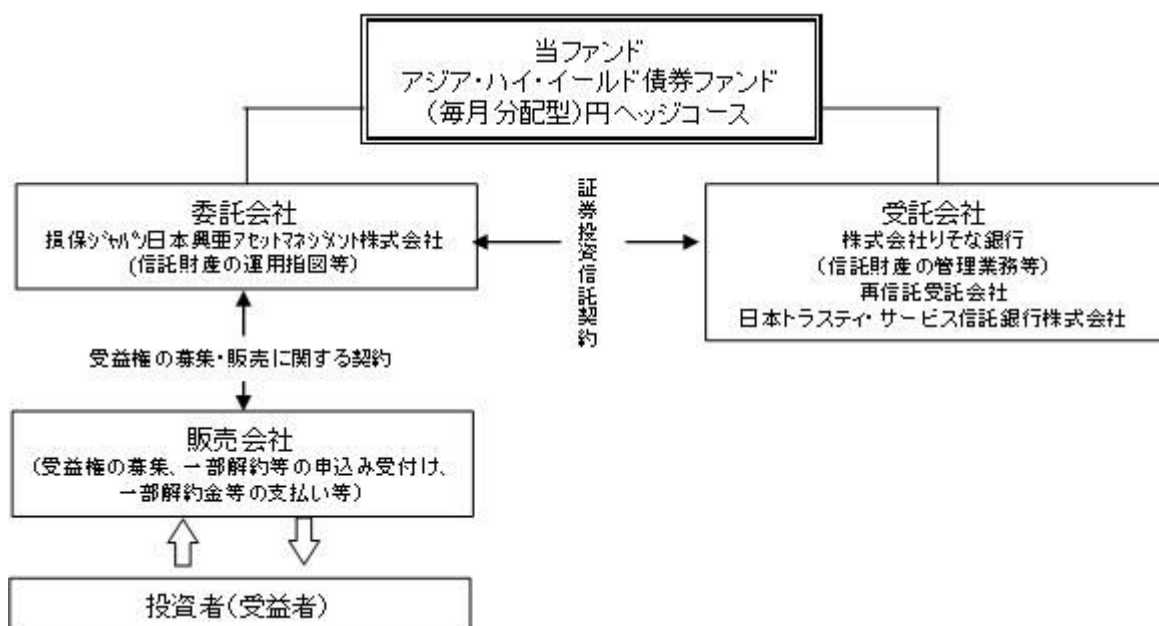 当ファンド
アジア・ハイ・イールド債券ファンド
(毎月分配型)円ヘッジコース
委託会社
損保ｼﾞｬﾊﾟﾝ日本興亜ｱｾｯﾄﾏﾈｼﾞﾒﾝﾄ株式会社
(信託財産の運用指図等)
証券投資信託契約
受託会社
株式会社りそな銀行
(信託財産の管理業務等)
再信託受託会社
日本トラスティ・サービス信託銀行株式会社
受益権の募集・販売に関する契約
販売会社
(受益権の募集、一部解約等の申込み受付け、
一部解約金等の支払い等)
投資者(受益者)